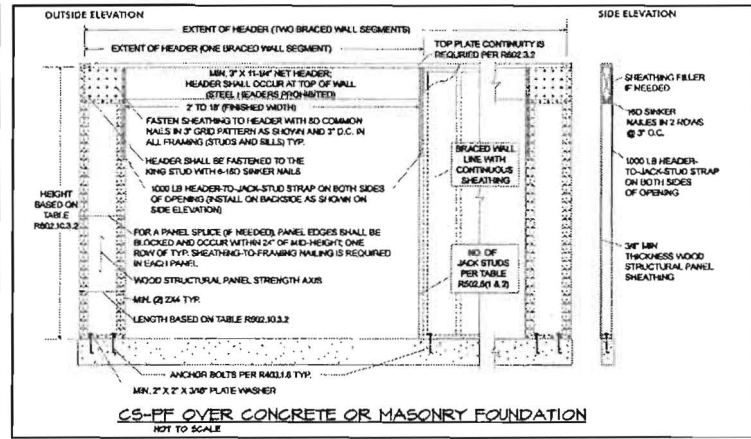 OUTSIDE ELEVATION
SIDE ELEVATION
EXTENT OF HEADER (TWO BRACED WALL SEGMENTS)
EXTENT OF HEADER (ONE BRACED WALL SEGMENT)
TOP PLATE CONTINUITY IS
REQUIRED PER R602.3.2
MIN. 3" X 11-1/4" NET HEADER;
HEADER SHALL OCCUR AT TOP OF WALL
(STEEL HEADERS PROHIBITED)
2' TO 18' (FINISHED WIDTH)
FASTEN SHEATHING TO HEADER WITH 8D COMMON
NAILS IN 3" GRID PATTERN AS SHOWN AND 3" O.C. IN
ALL FRAMING (STUDS AND SILLS) TYP.
HEADER SHALL BE FASTENED TO THE
KING STUD WITH 6-16D SINKER NAILS
1000 LB HEADER-TO-JACK-STUD STRAP ON BOTH SIDES
OF OPENING (INSTALL ON BACKSIDE AS SHOWN ON
SIDE ELEVATION)
HEIGHT
BASED ON
TABLE
R602.10.3.2
FOR A PANEL SPLICE (IF NEEDED), PANEL EDGES SHALL BE
BLOCKED AND OCCUR WITHIN 24" OF MID-HEIGHT; ONE
ROW OF TYP. SHEATHING-TO-FRAMING NAILING IS REQUIRED
IN EACH PANEL
WOOD STRUCTURAL PANEL STRENGTH AXIS
MIN. (2) 2X4 TYP.
LENGTH BASED ON TABLE R602.10.3.2
BRACED WALL
LINE WITH
CONTINUOUS
SHEATHING
NO. OF
JACK STUDS
PER TABLE
R502.5(1 & 2)
SHEATHING FILLER
IF NEEDED
16D SINKER
NAILES IN 2 ROWS
@ 3" O.C.
1000 LB HEADER-
TO-JACK-STUD STRAP
ON BOTH SIDES
OF OPENING
3/8" MIN
THICKNESS WOOD
STRUCTURAL PANEL
SHEATHING
ANCHOR BOLTS PER R403.1.6 TYP.
MIN. 2" X 2" X 3/16" PLATE WASHER
CS-PF OVER CONCRETE OR MASONRY FOUNDATION
NOT TO SCALE